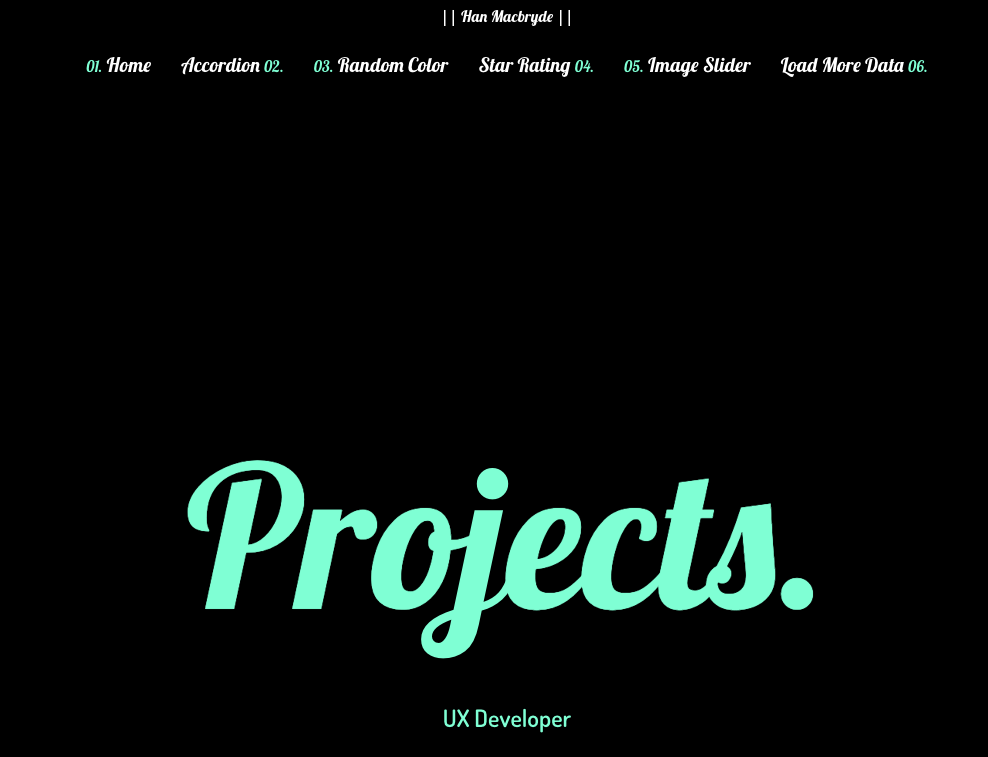 || Han Macbryde ||
01. Home Accordion 02. 03. Random Color Star Rating 04. 05. Image Slider Load More Data 06.
Projects.
UX Developer